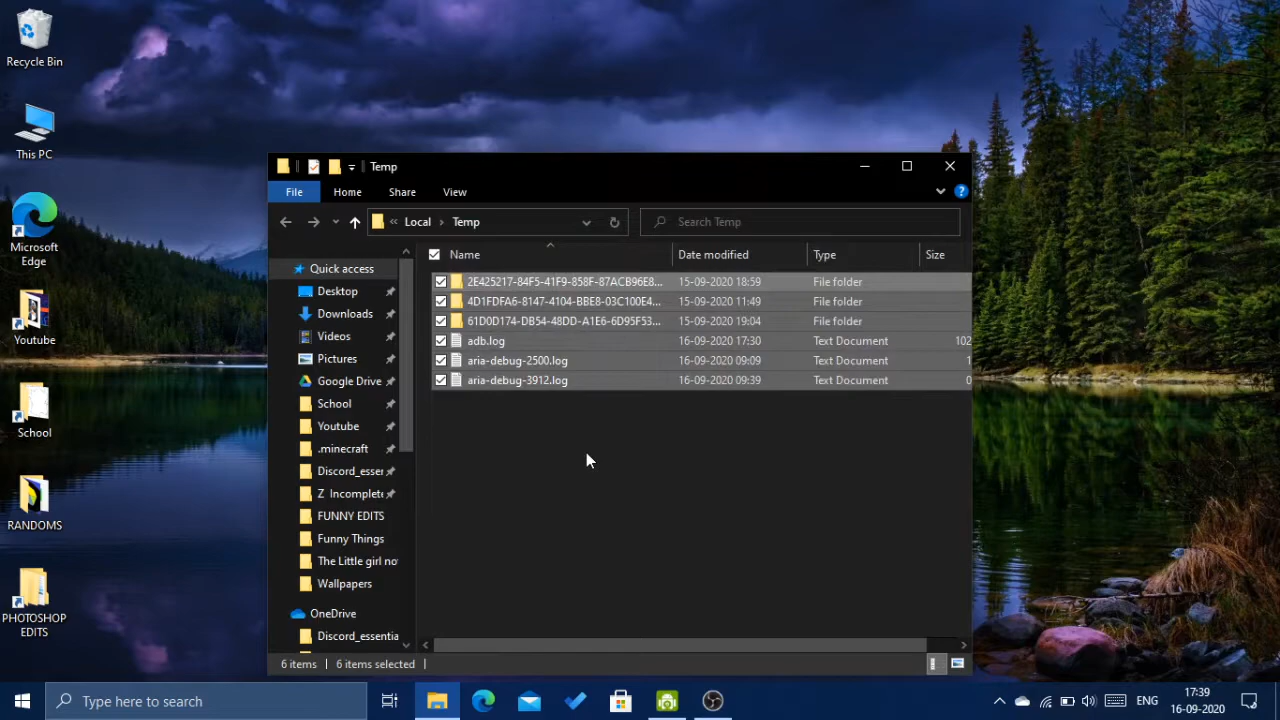 Recycle Bin
This PC
Microsoft
Edge
Youtube
School
RANDOMS
PHOTOSHOP
EDITS
Temp
File Home Share View
« Local › Temp
Search Temp
Name Date modified Type Size
2E425217-84F5-41F9-858F-87ACB96E8... 15-09-2020 18:59 File folder
4D1FDFA6-8147-4104-BBE8-03C100E4... 15-09-2020 11:49 File folder
61D0D174-DB54-48DD-A1E6-6D95F53... 15-09-2020 19:04 File folder
adb.log 16-09-2020 17:30 Text Document 102
aria-debug-2500.log 16-09-2020 09:09 Text Document 1
aria-debug-3912.log 16-09-2020 09:39 Text Document 0
Quick access
Desktop
Downloads
Videos
Pictures
Google Drive
School
Youtube
.minecraft
Discord_esser
Z Incomplete
FUNNY EDITS
Funny Things
The Little girl no
Wallpapers
OneDrive
Discord_essentia
6 items 6 items selected
Type here to search
ENG
17:39
16-09-2020